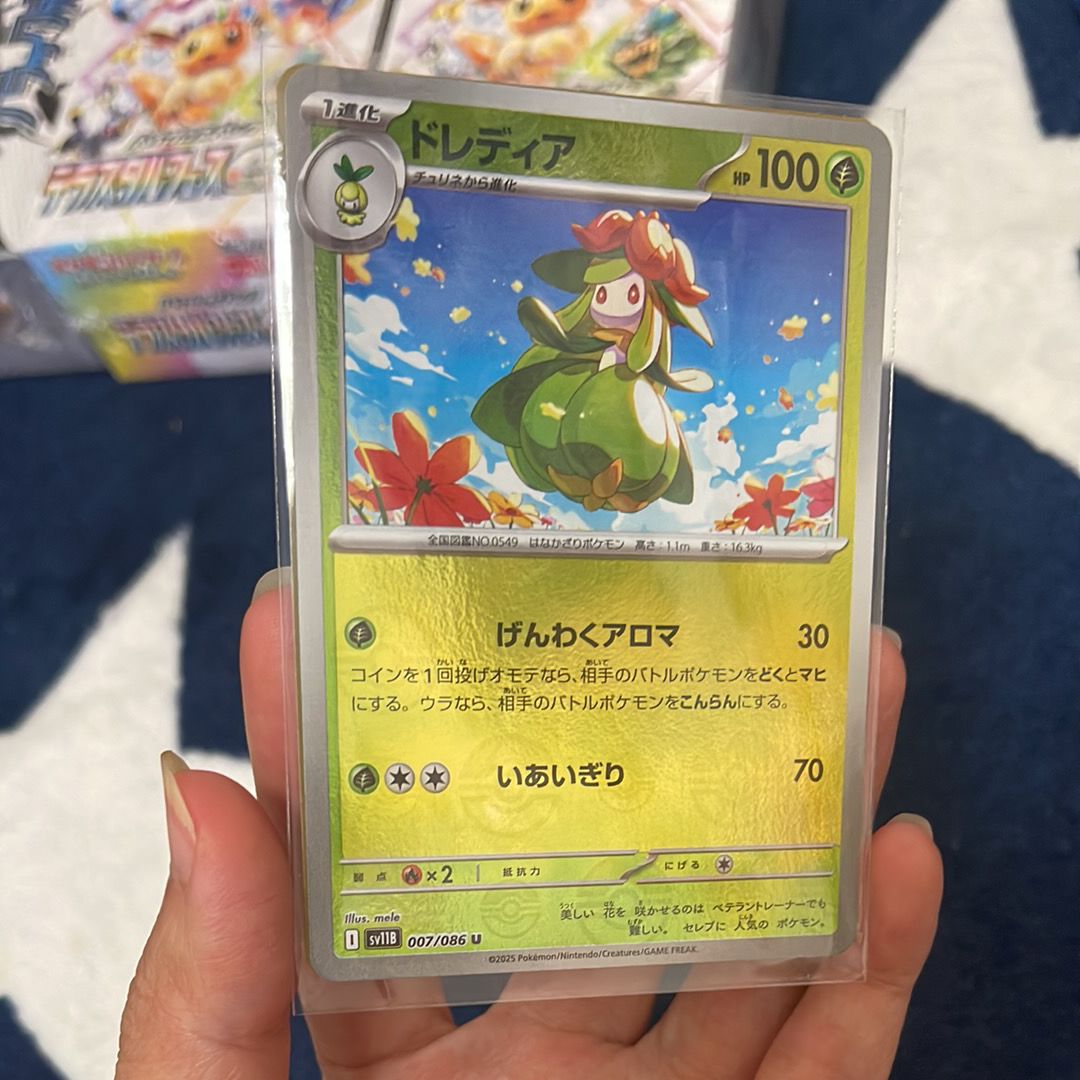 テラスタルフェス
1進化
ドレディア
HP 100
チュリネから進化
全国図鑑NO.0549 はなかざりポケモン 高さ：1.1m 重さ：16.3kg
げんわくアロマ 30
コインを1回投げオモテなら、相手のバトルポケモンをどくとマヒ
にする。ウラなら、相手のバトルポケモンをこんらんにする。
いあいぎり 70
弱点 ×2 抵抗力 にげる
Illus. mele
美しい 花を 咲かせるのは ベテラントレーナーでも
難しい。 セレブに 人気の ポケモン。
I sv11B 007/086 U
©2025 Pokémon/Nintendo/Creatures/GAME FREAK.